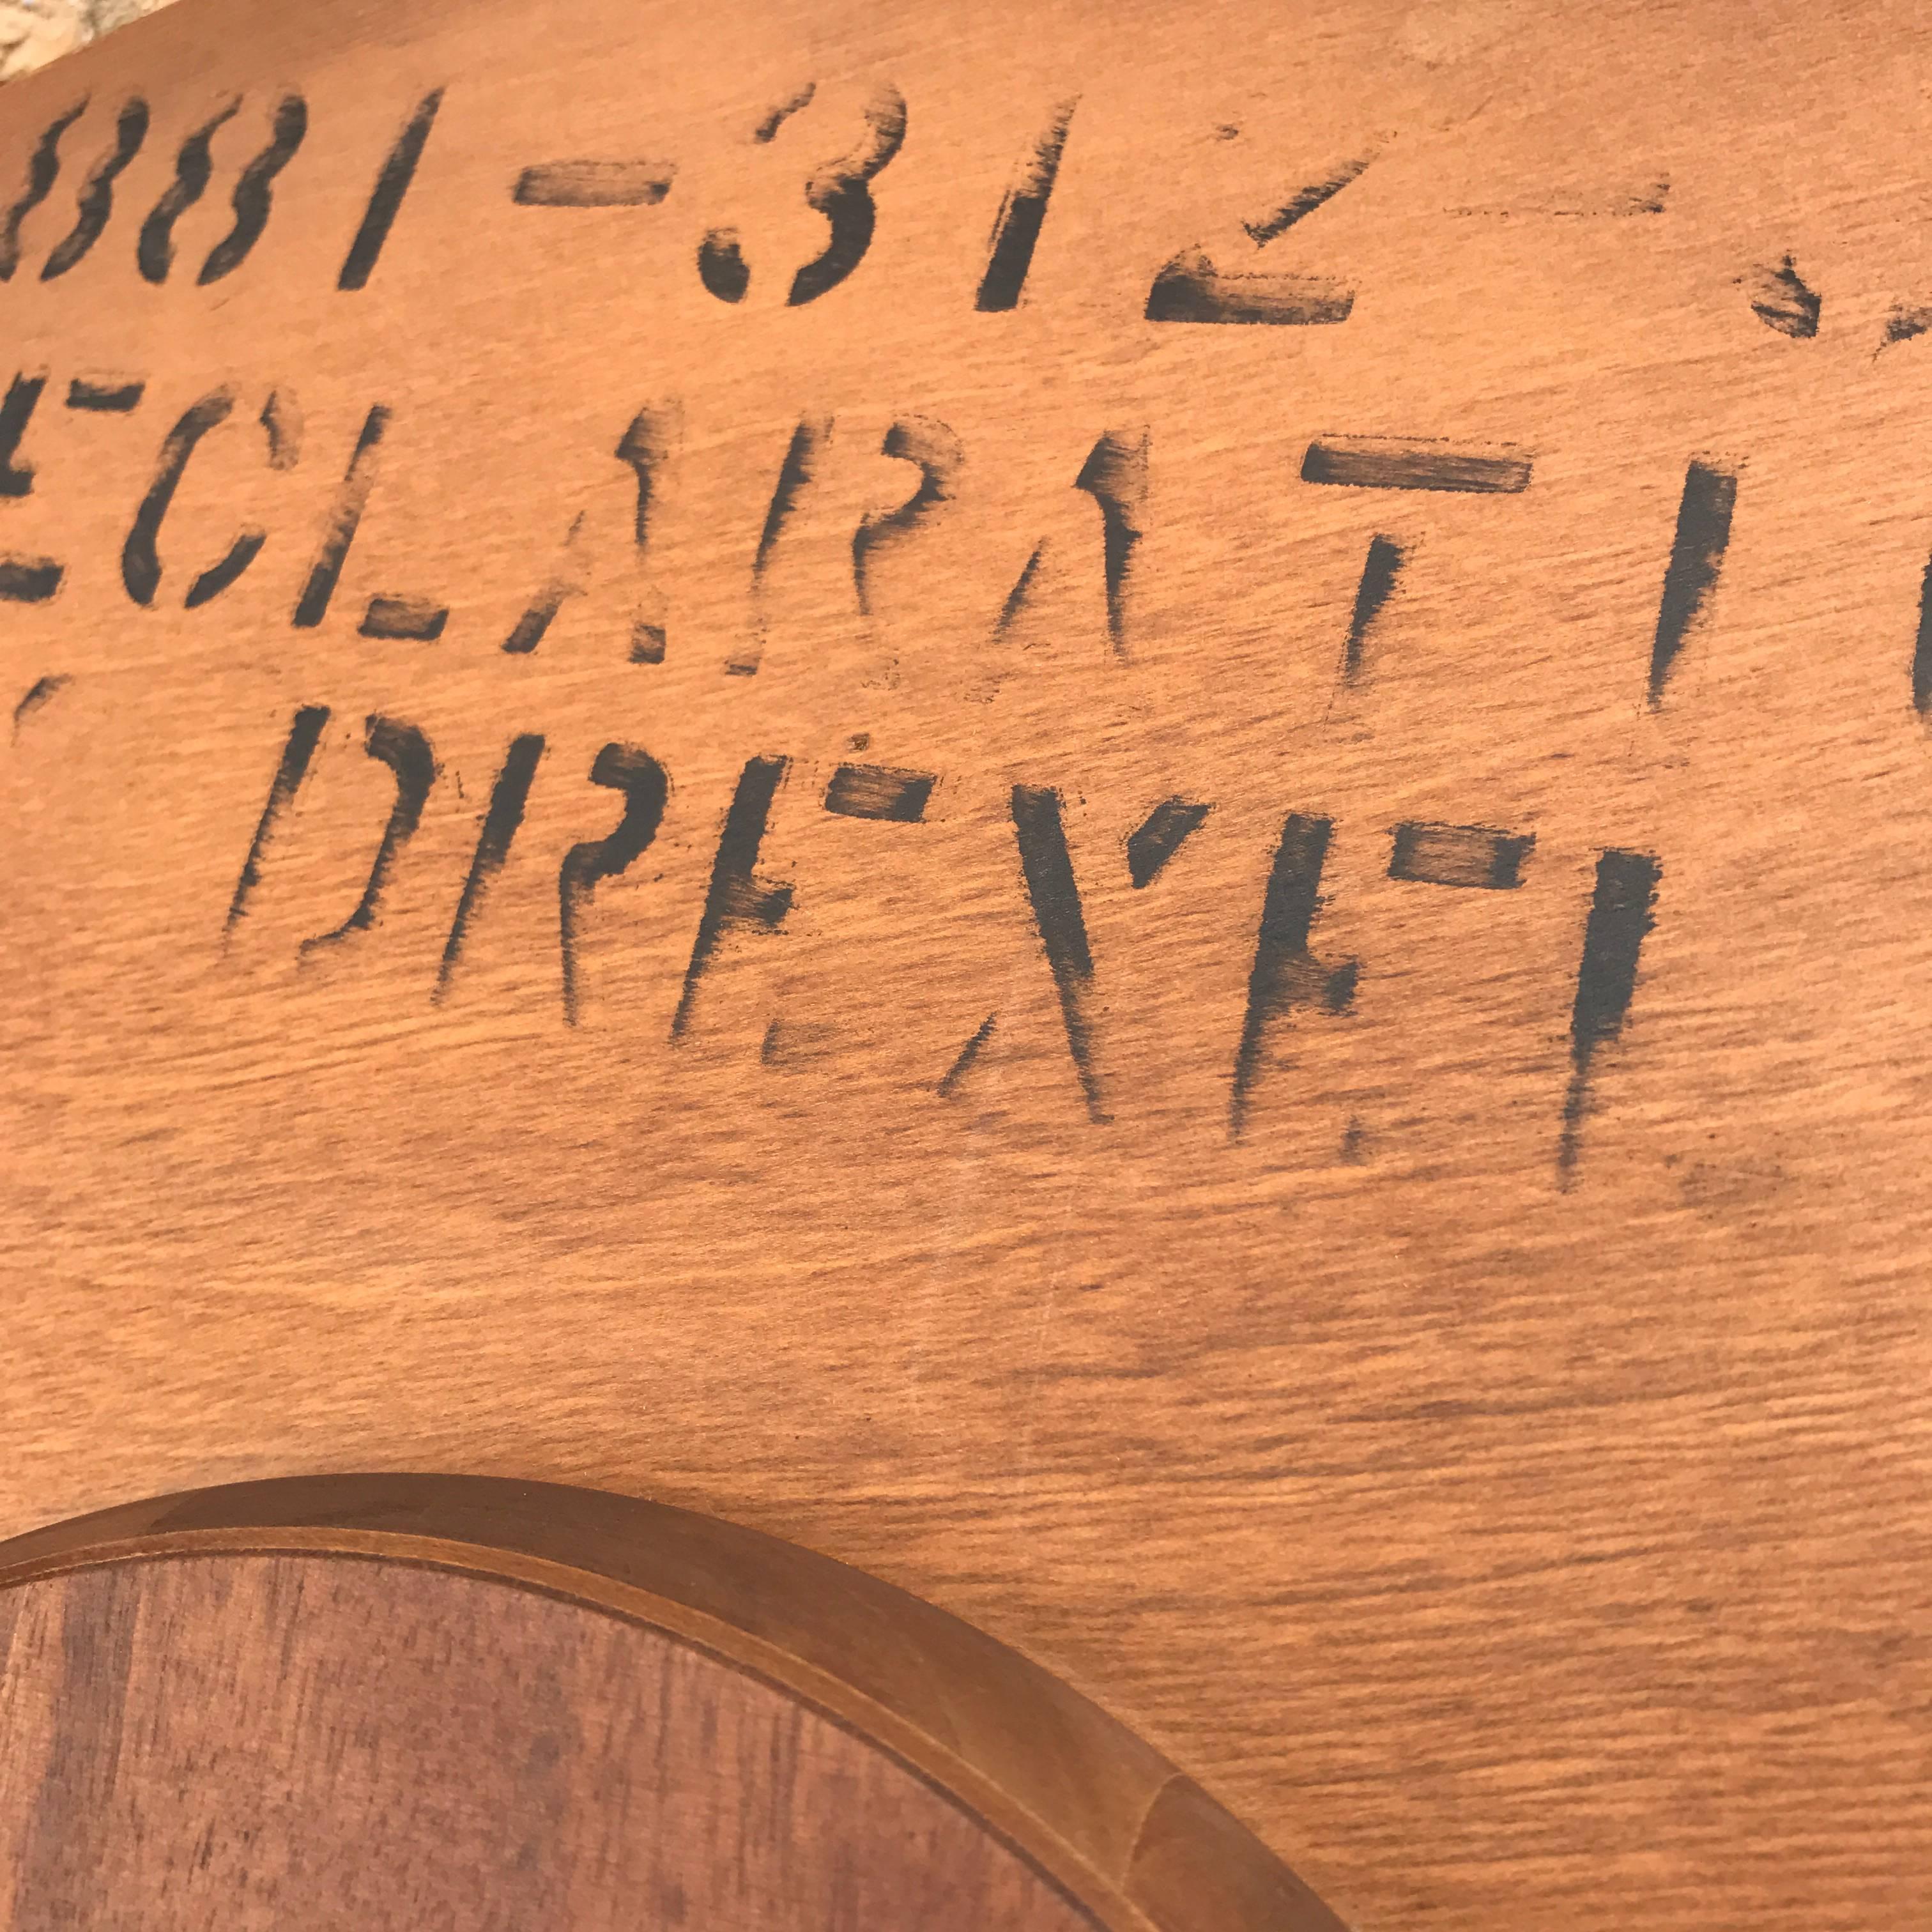 881-312-
ECLARATI
DREXEL